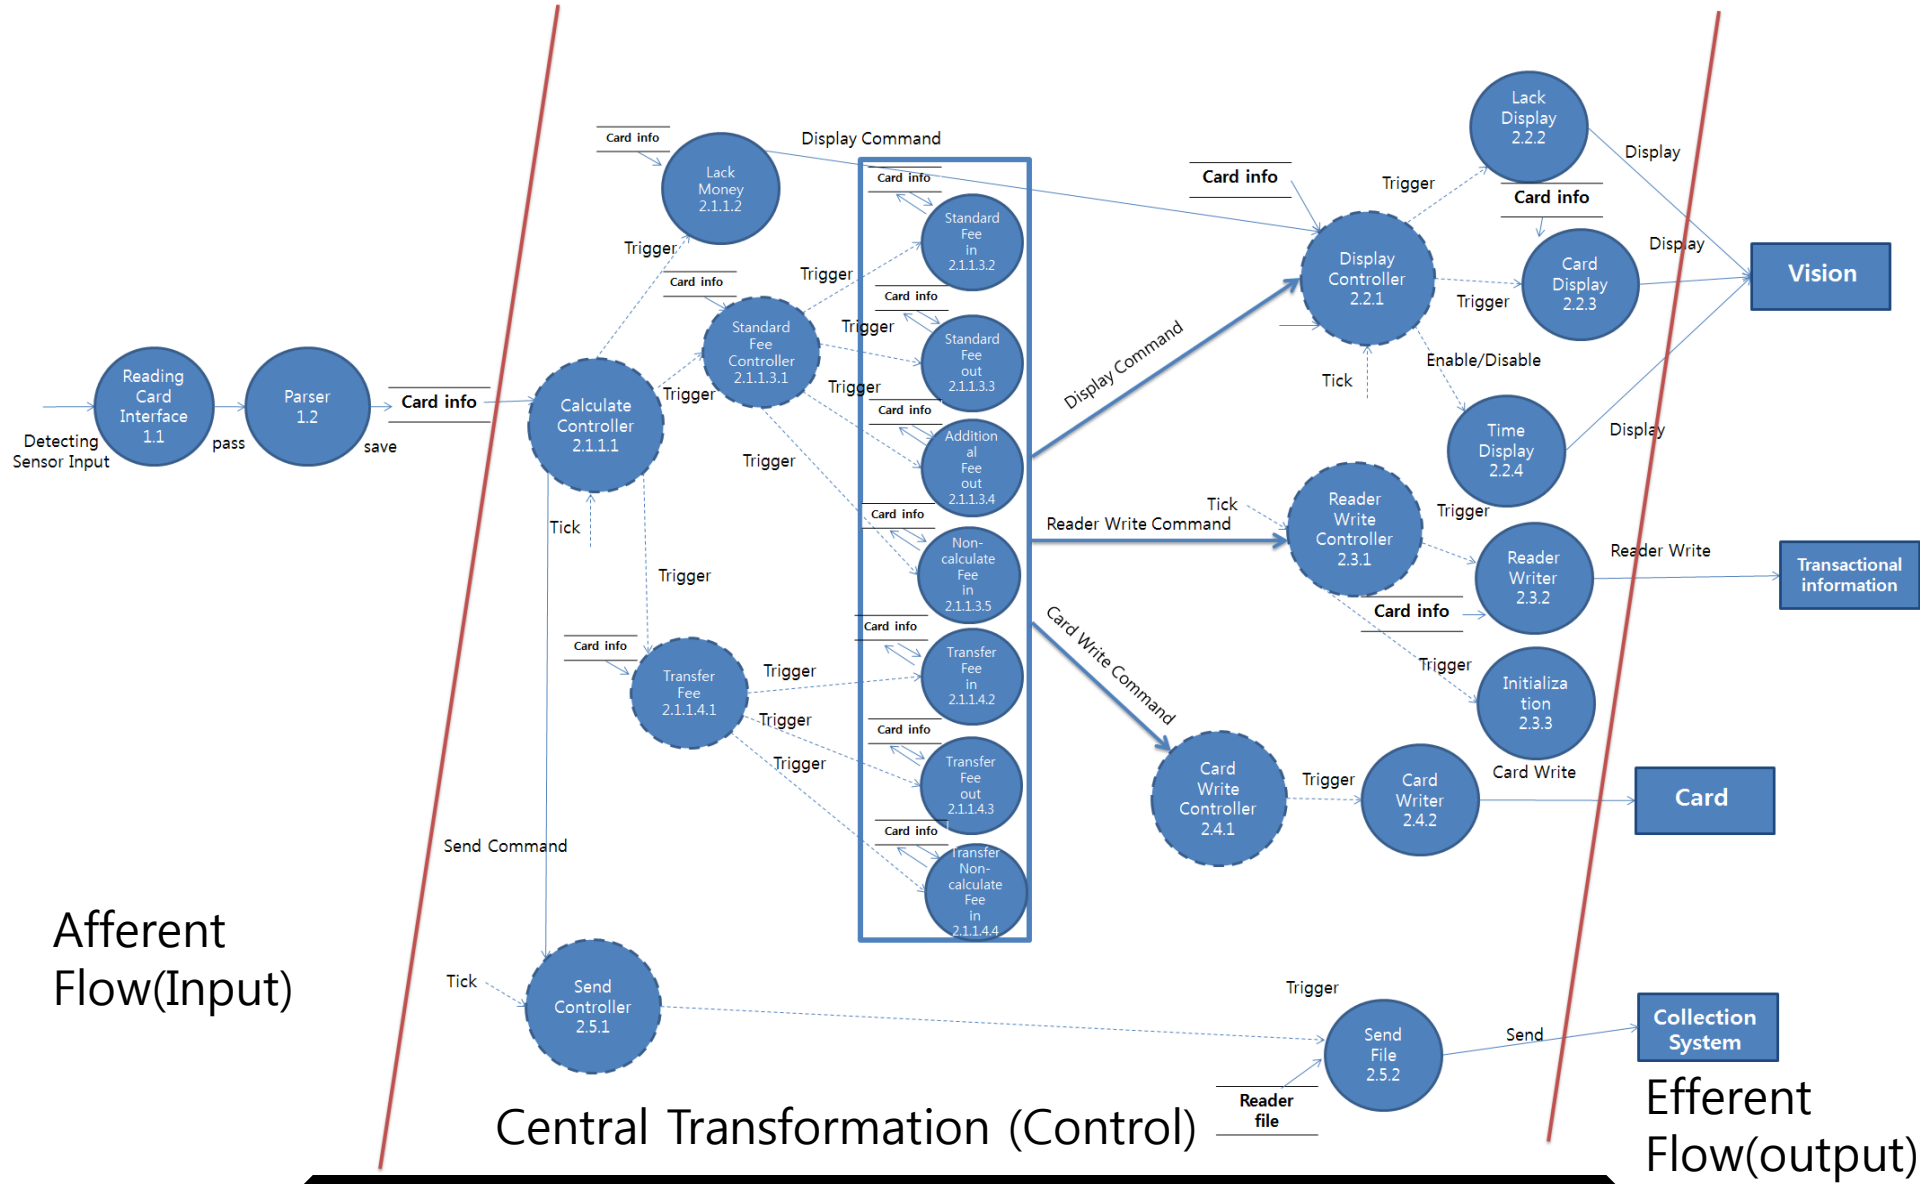 Detecting
Sensor Input
Reading
Card
Interface
1.1
pass
Parser
1.2
save
Card info
Calculate
Controller
2.1.1.1
Tick
Trigger
Card info
Lack
Money
2.1.1.2
Display Command
Trigger
Card info
Standard
Fee
Controller
2.1.1.3.1
Trigger
Trigger
Trigger
Trigger
Card info
Standard
Fee
in
2.1.1.3.2
Card info
Standard
Fee
out
2.1.1.3.3
Card info
Addition
al
Fee
out
2.1.1.3.4
Card info
Non-
calculate
Fee
in
2.1.1.3.5
Trigger
Card info
Transfer
Fee
2.1.1.4.1
Trigger
Trigger
Trigger
Card info
Transfer
Fee
in
2.1.1.4.2
Card info
Transfer
Fee
out
2.1.1.4.3
Card info
Transfer
Non-
calculate
Fee
in
2.1.1.4.4
Send Command
Tick
Send
Controller
2.5.1
Display Command
Reader Write Command
Card Write Command
Card info
Display
Controller
2.2.1
Tick
Trigger
Lack
Display
2.2.2
Display
Trigger
Card info
Card
Display
2.2.3
Display
Enable/Disable
Time
Display
2.2.4
Display
Vision
Tick
Reader
Write
Controller
2.3.1
Trigger
Card info
Reader
Writer
2.3.2
Reader Write
Transactional
information
Trigger
Initializa
tion
2.3.3
Card
Write
Controller
2.4.1
Trigger
Card
Writer
2.4.2
Card Write
Card
Trigger
Send
File
2.5.2
Reader
file
Send
Collection
System
Afferent
Flow(Input)
Central Transformation (Control)
Efferent
Flow(output)